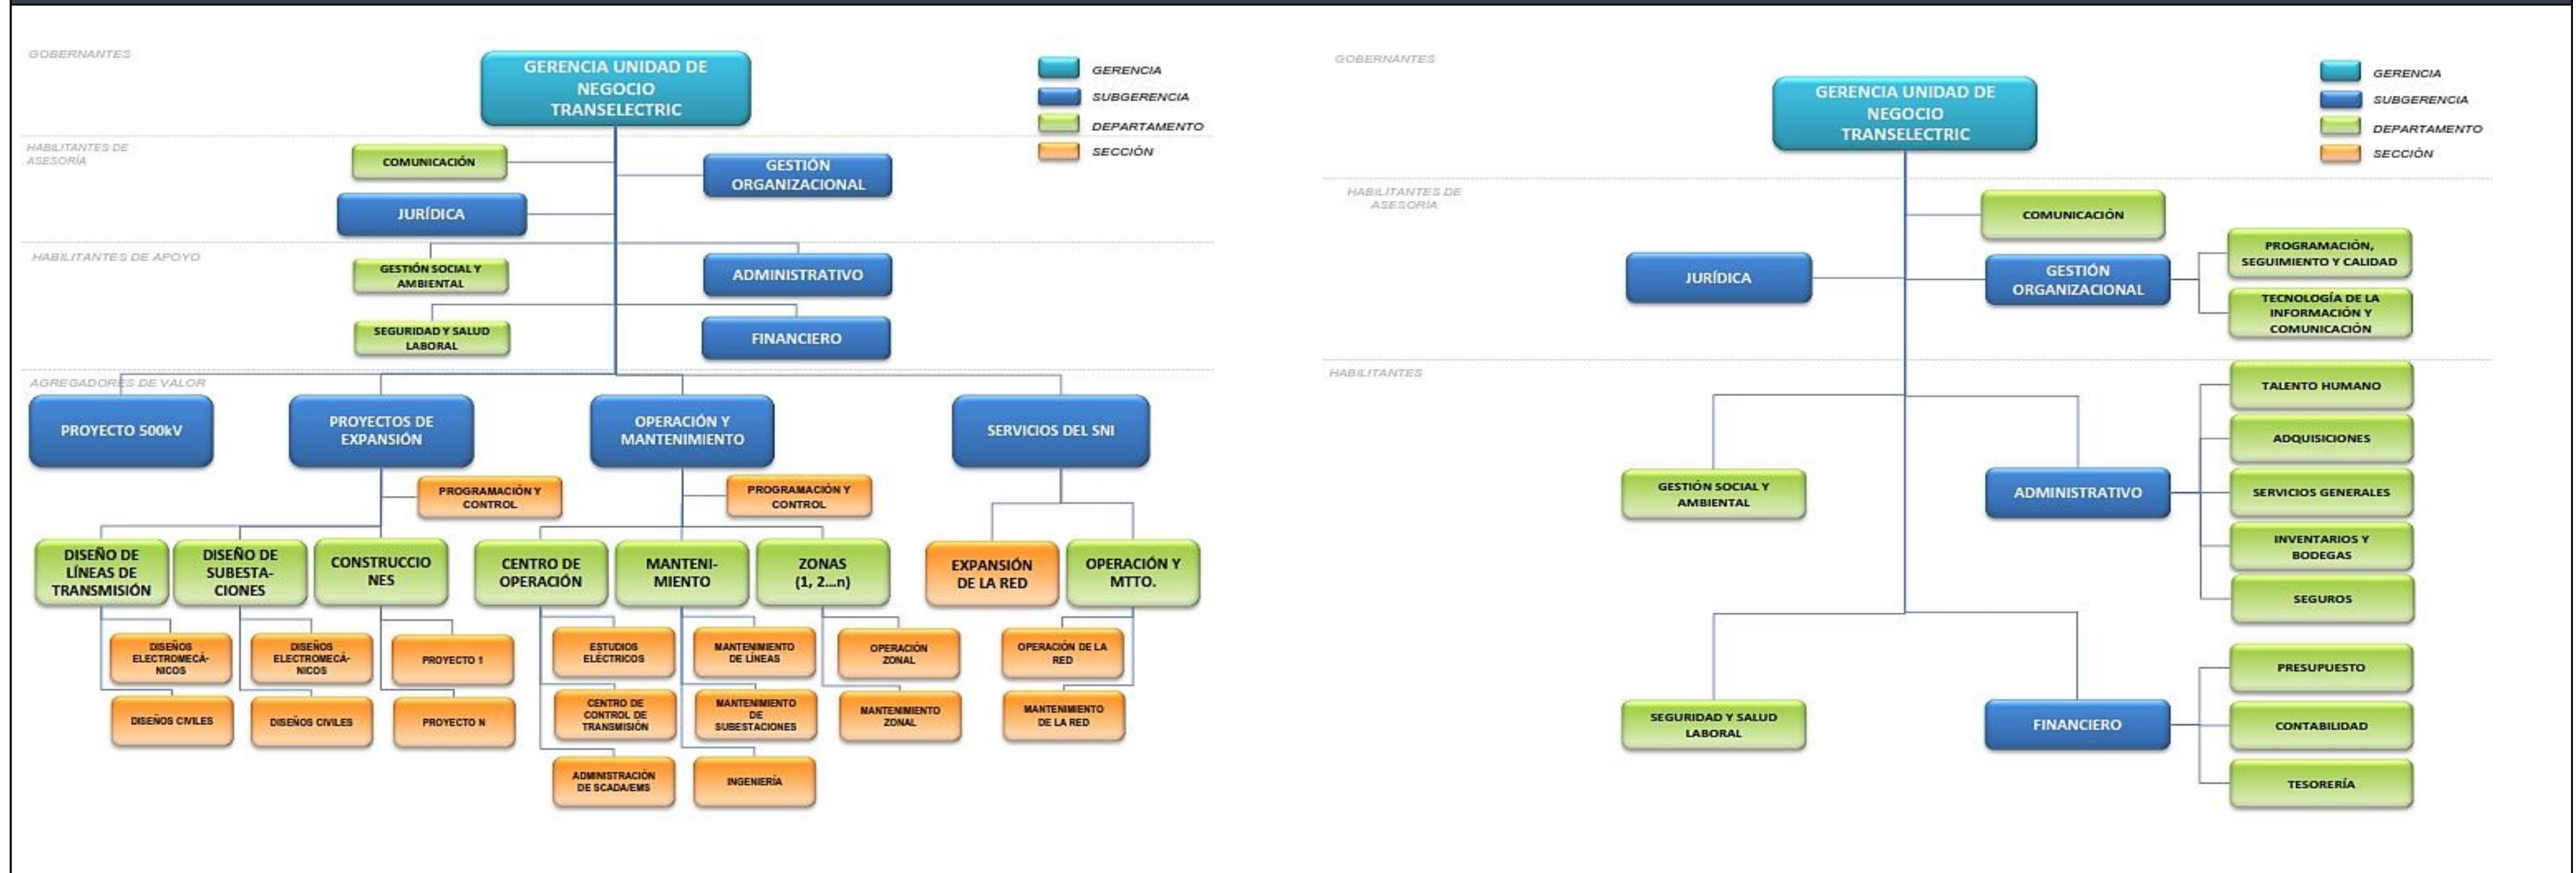 GOBERNANTES
GERENCIA UNIDAD DE
NEGOCIO
TRANSELECTRIC
GERENCIA
SUBGERENCIA
DEPARTAMENTO
SECCIÓN
HABILITANTES DE
ASESORÍA
COMUNICACIÓN
GESTIÓN
ORGANIZACIONAL
JURÍDICA
HABILITANTES DE APOYO
GESTIÓN SOCIAL Y
AMBIENTAL
ADMINISTRATIVO
SEGURIDAD Y SALUD
LABORAL
FINANCIERO
AGREGADORES DE VALOR
PROYECTO 500kV
PROYECTOS DE
EXPANSIÓN
OPERACIÓN Y
MANTENIMIENTO
SERVICIOS DEL SNI
PROGRAMACIÓN Y
CONTROL
PROGRAMACIÓN Y
CONTROL
DISEÑO DE
LÍNEAS DE
TRANSMISIÓN
DISEÑO DE
SUBESTA-
CIONES
CONSTRUCCIO
NES
CENTRO DE
OPERACIÓN
MANTENI-
MIENTO
ZONAS
(1, 2...n)
EXPANSIÓN
DE LA RED
OPERACIÓN Y
MTTO.
DISEÑOS
ELECTROMECÁ-
NICOS
DISEÑOS
ELECTROMECÁ-
NICOS
PROYECTO 1
ESTUDIOS
ELÉCTRICOS
MANTENIMIENTO
DE LÍNEAS
OPERACIÓN
ZONAL
OPERACIÓN DE LA
RED
DISEÑOS CIVILES
DISEÑOS CIVILES
PROYECTO N
CENTRO DE
CONTROL DE
TRANSMISIÓN
MANTENIMIENTO
DE
SUBESTACIONES
MANTENIMIENTO
ZONAL
MANTENIMIENTO
DE LA RED
ADMINISTRACIÓN
DE SCADA/EMS
INGENIERÍA
GOBERNANTES
GERENCIA UNIDAD DE
NEGOCIO
TRANSELECTRIC
GERENCIA
SUBGERENCIA
DEPARTAMENTO
SECCIÓN
HABILITANTES DE
ASESORÍA
COMUNICACIÓN
JURÍDICA
GESTIÓN
ORGANIZACIONAL
PROGRAMACIÓN,
SEGUIMIENTO Y CALIDAD
TECNOLOGÍA DE LA
INFORMACIÓN Y
COMUNICACIÓN
HABILITANTES
TALENTO HUMANO
ADQUISICIONES
GESTIÓN SOCIAL Y
AMBIENTAL
ADMINISTRATIVO
SERVICIOS GENERALES
INVENTARIOS Y
BODEGAS
SEGUROS
PRESUPUESTO
SEGURIDAD Y SALUD
LABORAL
FINANCIERO
CONTABILIDAD
TESORERÍA